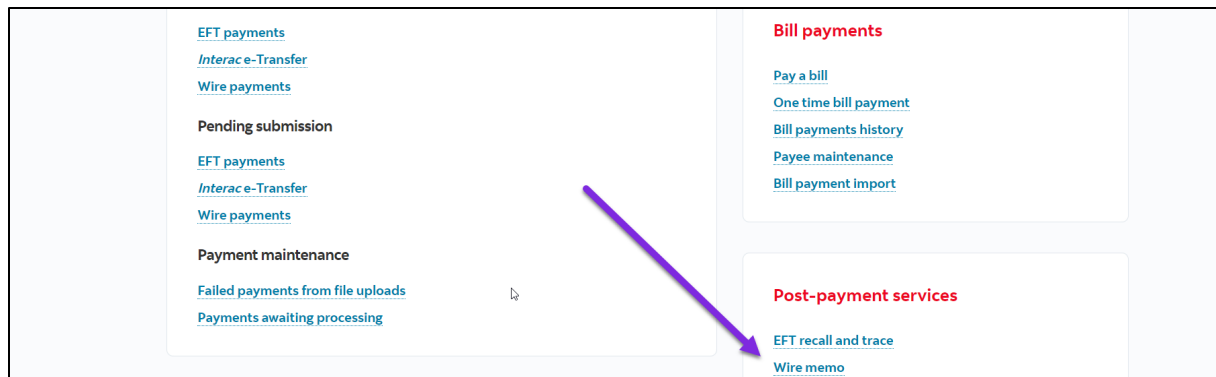 EFT payments
Interac e-Transfer
Wire payments
Pending submission
EFT payments
Interac e-Transfer
Wire payments
Payment maintenance
Failed payments from file uploads
Payments awaiting processing
Bill payments
Pay a bill
One time bill payment
Bill payments history
Payee maintenance
Bill payment import
Post-payment services
EFT recall and trace
Wire memo